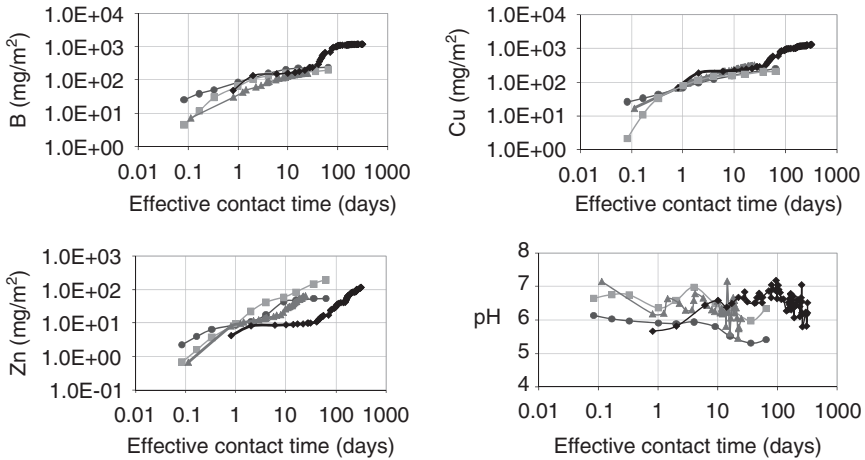 B (mg/m²)
1.0E+04
1.0E+03
1.0E+02
1.0E+01
1.0E+00
0.01 0.1 1 10 100 1000
Effective contact time (days)
Cu (mg/m²)
1.0E+04
1.0E+03
1.0E+02
1.0E+01
1.0E+00
0.01 0.1 1 10 100 1000
Effective contact time (days)
Zn (mg/m²)
1.0E+03
1.0E+02
1.0E+01
1.0E+00
1.0E-01
0.01 0.1 1 10 100 1000
Effective contact time (days)
pH
8
7
6
5
4
0.01 0.1 1 10 100 1000
Effective contact time (days)